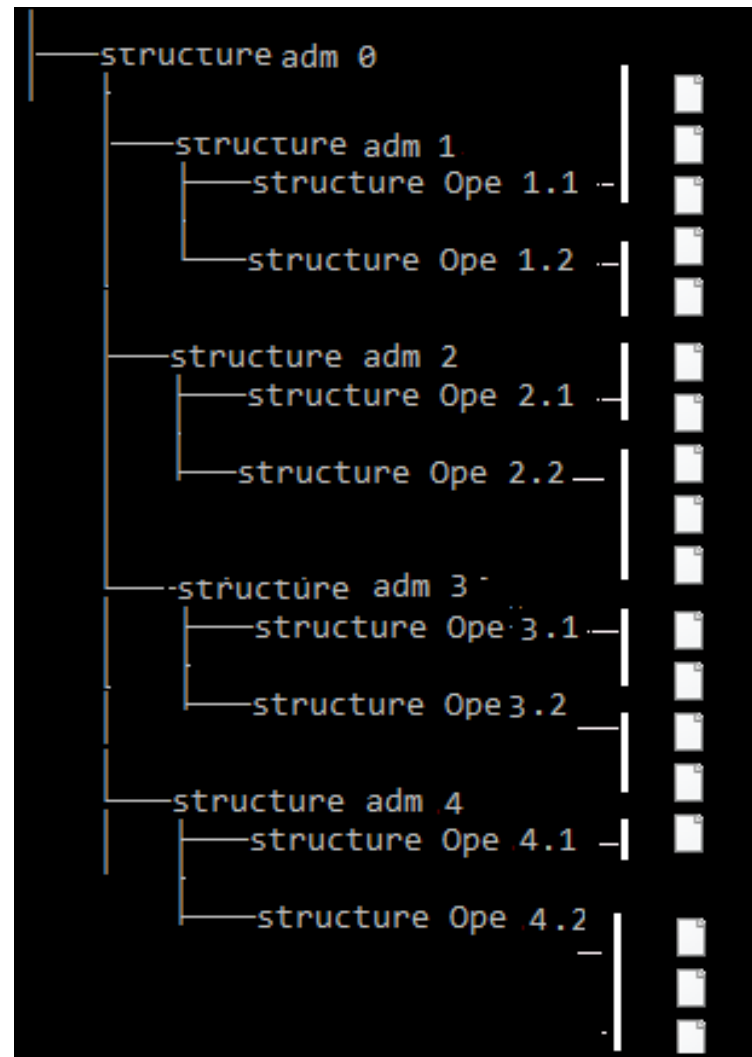 structure adm 0
structure adm 1
structure Ope 1.1
structure Ope 1.2
structure adm 2
structure Ope 2.1
structure Ope 2.2
structure adm 3
structure Ope 3.1
structure Ope 3.2
structure adm 4
structure Ope 4.1
structure Ope 4.2